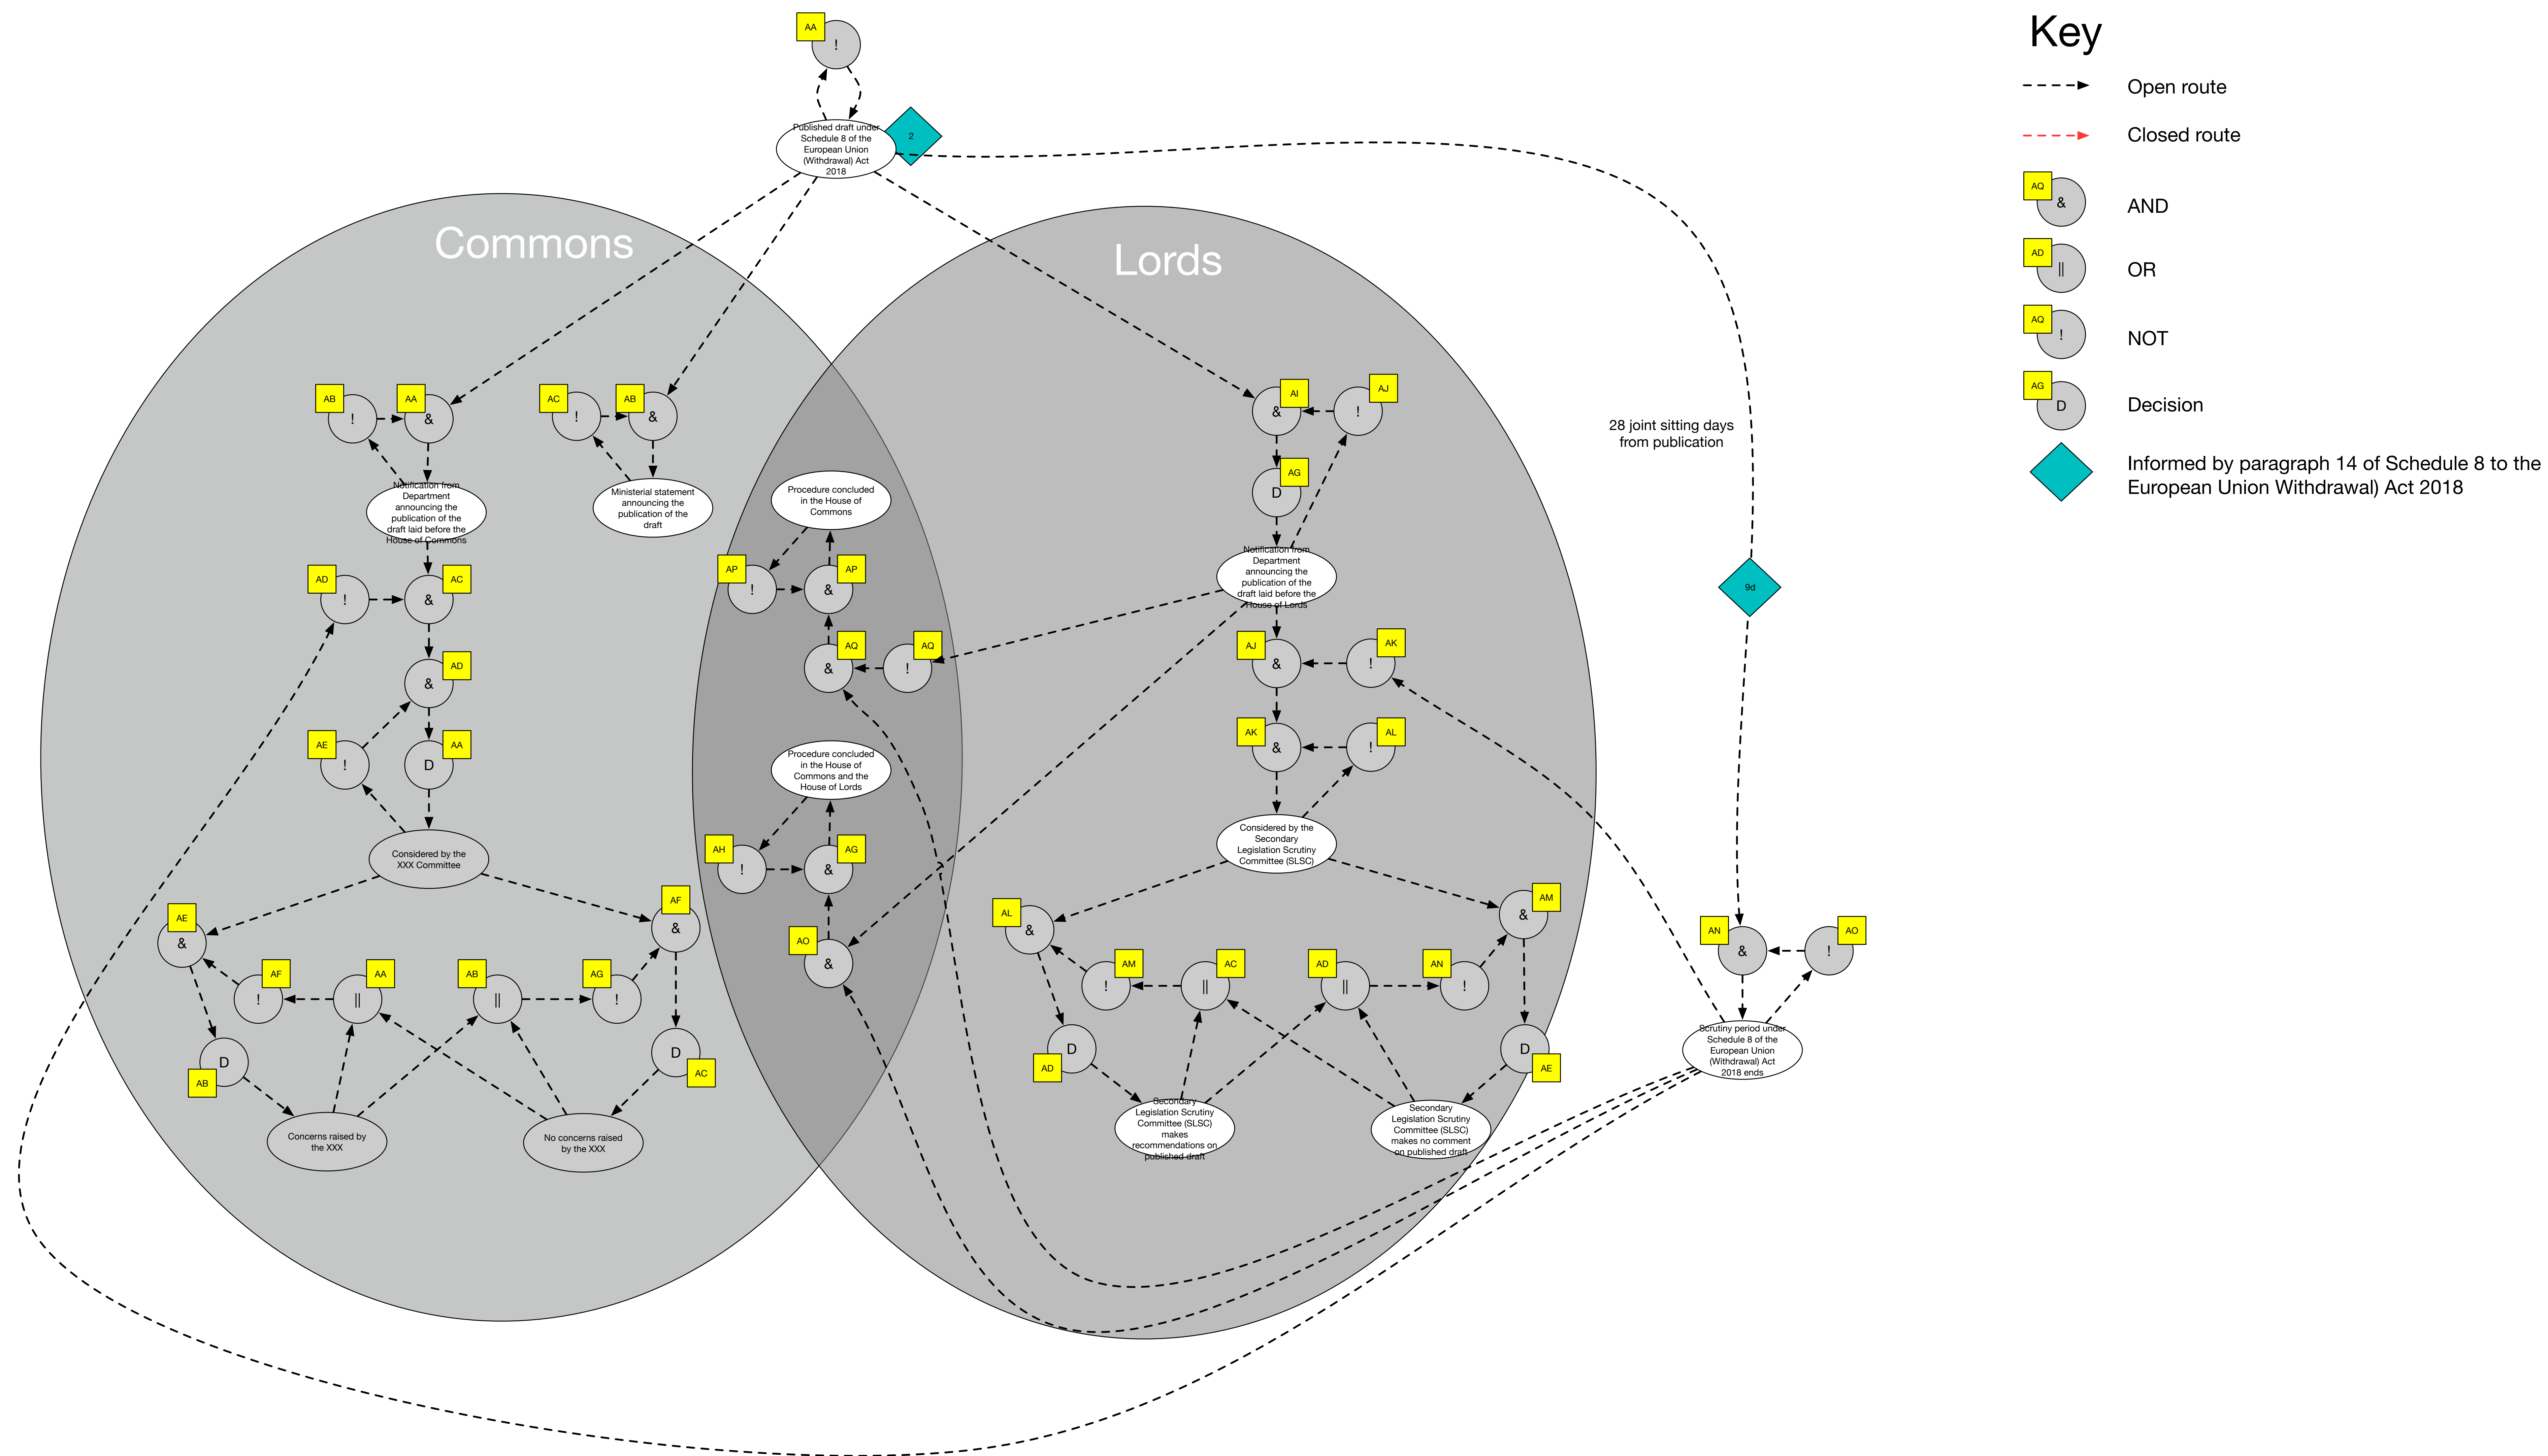 AA
!
Published draft under
Schedule 8 of the
European Union
(Withdrawal) Act
2018
2
Commons
Lords
AB
!
AA
&
AC
!
AB
&
Notification from
Department
announcing the
publication of the
draft laid before the
House of Commons
Ministerial statement
announcing the
publication of the
draft
AD
!
AC
&
AD
&
AE
!
AA
D
Considered by the
XXX Committee
AE
&
AF
&
AF
!
AA
||
AB
||
AG
!
D
AB
D
AC
Concerns raised by
the XXX
No concerns raised
by the XXX
Procedure concluded
in the House of
Commons
AP
!
AP
&
AQ
&
AQ
!
Procedure concluded
in the House of
Commons and the
House of Lords
AH
!
AG
&
AO
&
AI
&
AJ
!
AG
D
Notification from
Department
announcing the
publication of the
draft laid before the
House of Lords
AJ
&
AK
!
AK
&
AL
!
Considered by the
Secondary
Legislation Scrutiny
Committee (SLSC)
AL
&
AM
&
AM
!
AC
||
AD
||
AN
!
D
AD
D
AE
Secondary
Legislation Scrutiny
Committee (SLSC)
makes
recommendations on
published draft
Secondary
Legislation Scrutiny
Committee (SLSC)
makes no comment
on published draft
28 joint sitting days
from publication
9d
AN
&
AO
!
Scrutiny period under
Schedule 8 of the
European Union
(Withdrawal) Act
2018 ends
Key
Open route
Closed route
AQ
&
AND
AD
||
OR
AQ
!
NOT
AG
D
Decision
Informed by paragraph 14 of Schedule 8 to the
European Union Withdrawal) Act 2018